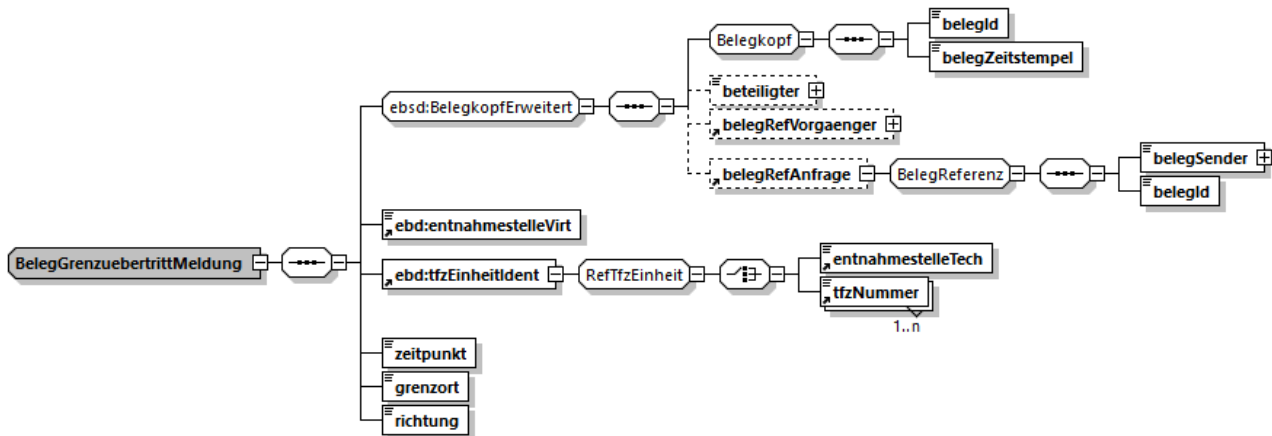 belegId
Belegkopf
belegZeitstempel
beteiligter
ebsd:BelegkopfErweitert
belegRefVorgaenger
belegSender
belegRefAnfrage
BelegReferenz
belegId
ebd:entnahmestelleVirt
BelegGrenzuebertrittMeldung
entnahmestelleTech
ebd:tfzEinheitIdent
RefTfzEinheit
tfzNummer
1..n
zeitpunkt
grenzort
richtung